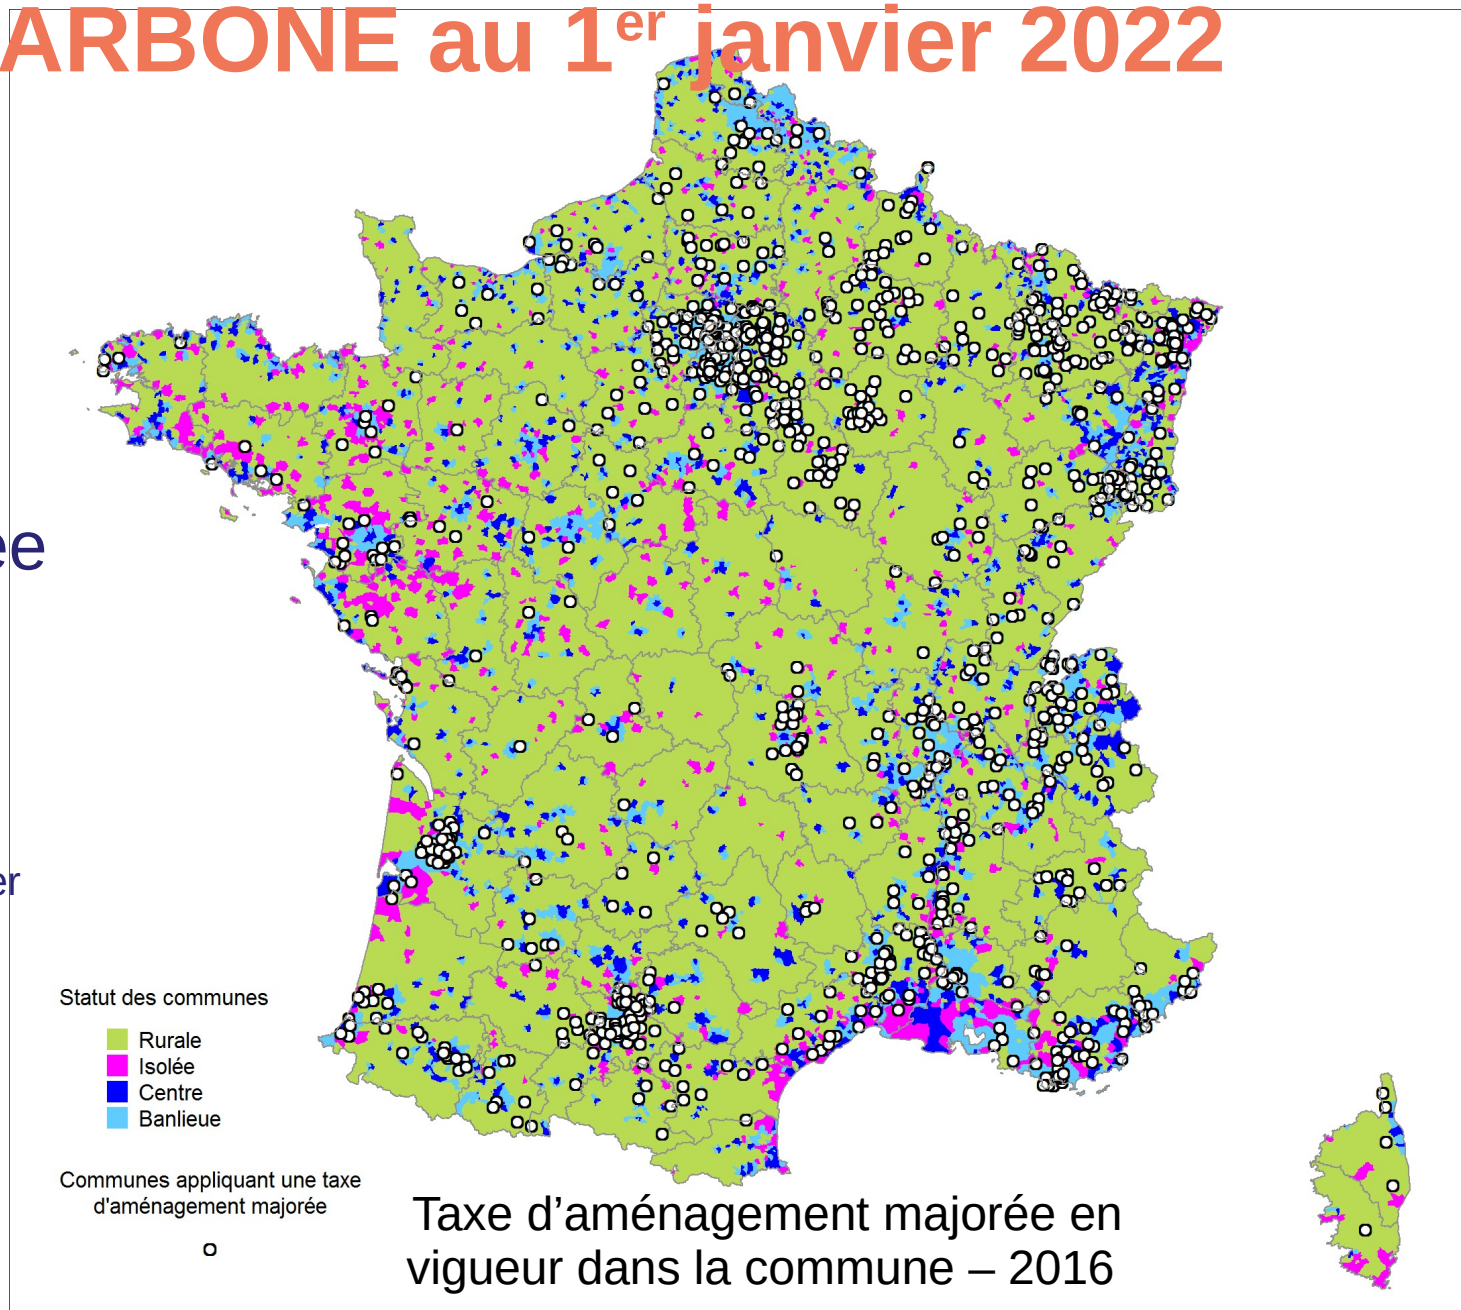 ARBONE au 1er janvier 2022
ée
er
Statut des communes
Rurale
Isolée
Centre
Banlieue
Communes appliquant une taxe
d'aménagement majorée
Taxe d’aménagement majorée en
vigueur dans la commune – 2016